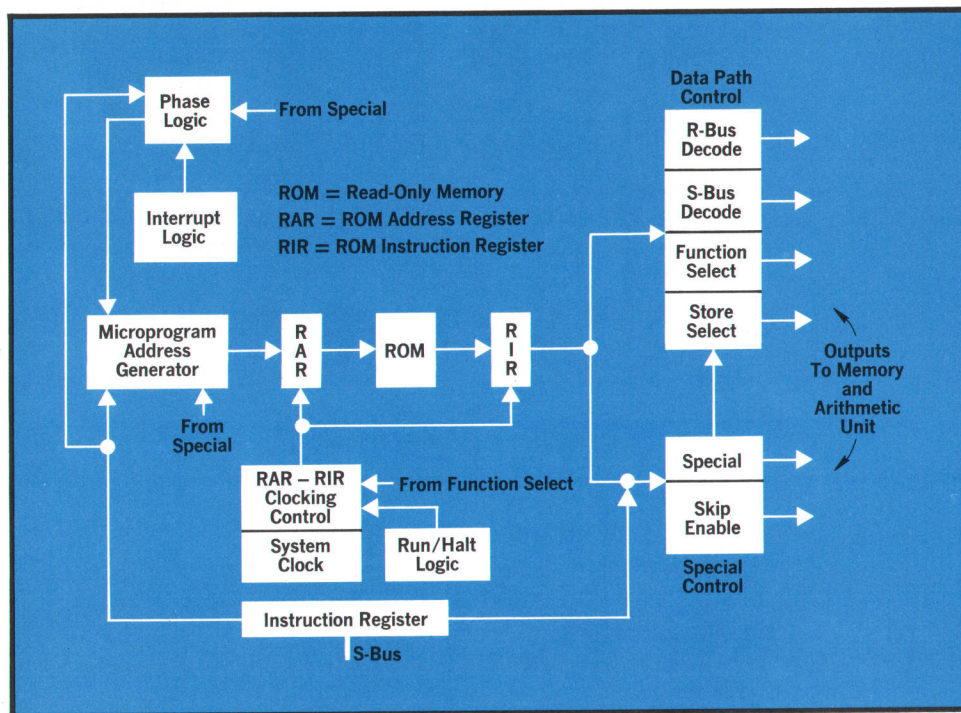 Phase
Logic
From Special
Interrupt
Logic
ROM = Read-Only Memory
RAR = ROM Address Register
RIR = ROM Instruction Register
Data Path
Control
R-Bus
Decode
S-Bus
Decode
Function
Select
Store
Select
Microprogram
Address
Generator
R
A
R
ROM
R
I
R
From
Special
Outputs
To Memory
and
Arithmetic
Unit
RAR – RIR
Clocking
Control
System
Clock
From Function Select
Run/Halt
Logic
Special
Skip
Enable
Special
Control
Instruction Register
S-Bus